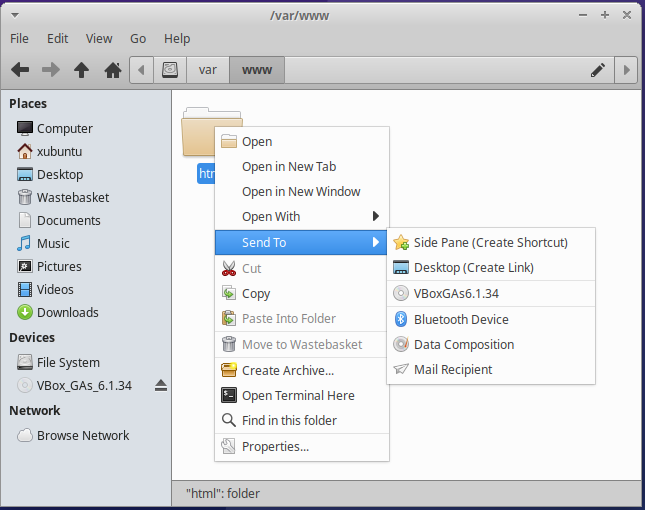 /var/www
File Edit View Go Help
var www
Places
Computer
xubuntu
Desktop
Wastebasket
Documents
Music
Pictures
Videos
Downloads
Devices
File System
VBox_GAs_6.1.34
Network
Browse Network
Open
Open in New Tab
Open in New Window
Open With
Send To
Cut
Copy
Paste Into Folder
Move to Wastebasket
Create Archive...
Open Terminal Here
Find in this folder
Properties...
Side Pane (Create Shortcut)
Desktop (Create Link)
VBoxGAs6.1.34
Bluetooth Device
Data Composition
Mail Recipient
"html": folder